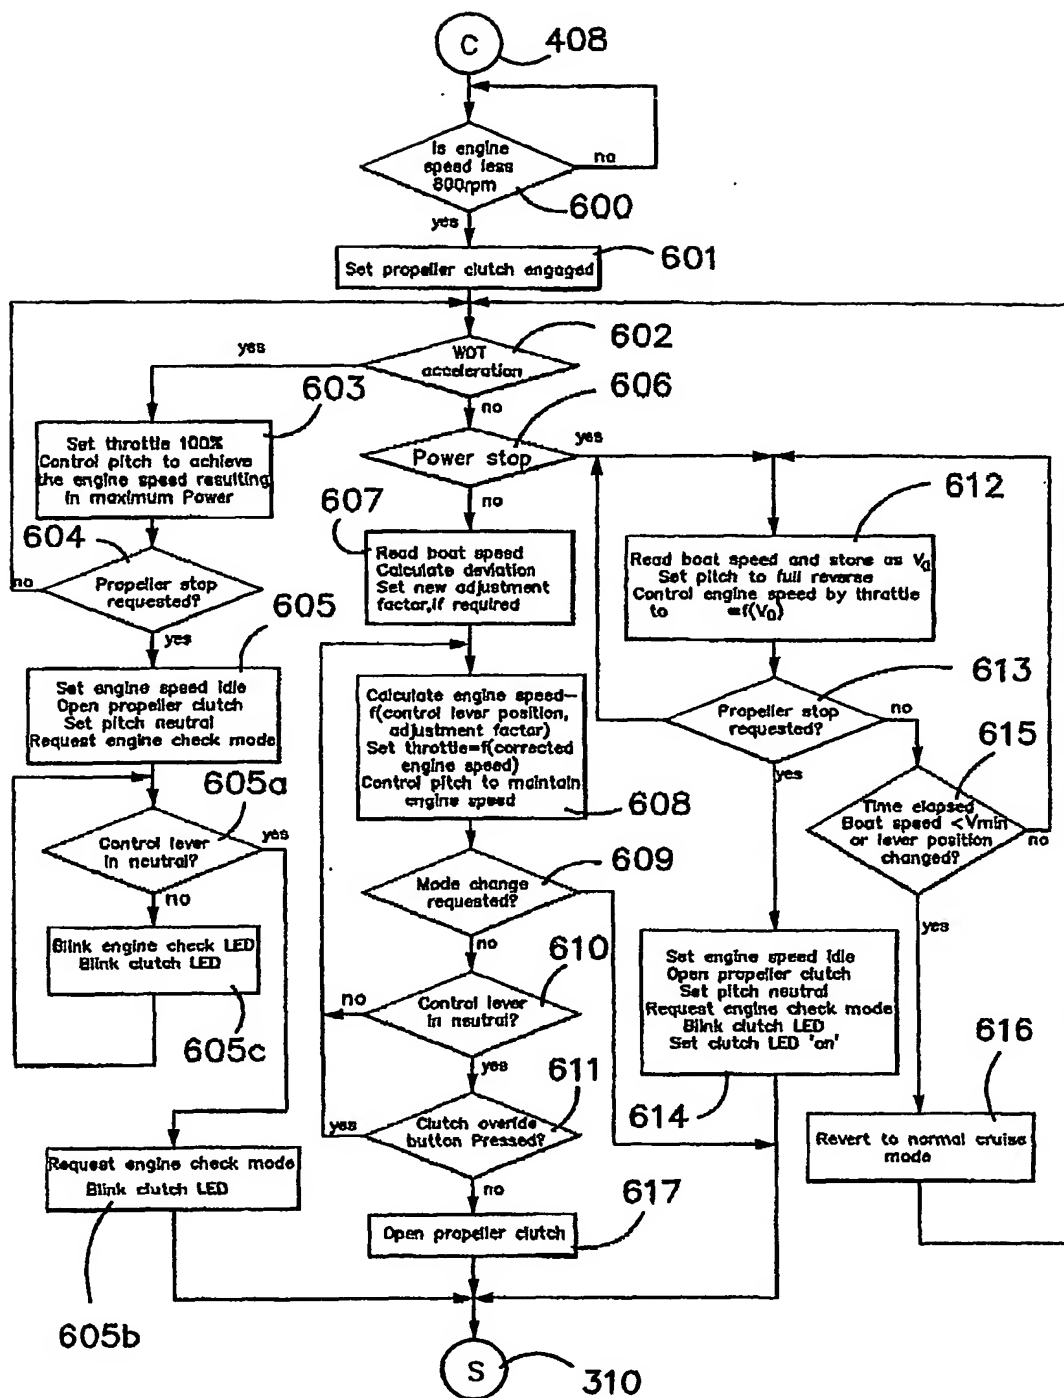 C
408
Is engine
speed less
800rpm
no
600
yes
Set propeller clutch engaged
601
WOT
acceleration
602
yes
no
603
Set throttle 100%
Control pitch to achieve
the engine speed resulting
in maximum Power
606
Power stop
yes
no
604
Propeller stop
requested?
no
yes
607
Read boat speed
Calculate deviation
Set new adjustment
factor,if required
612
Read boat speed and store as
Set pitch to full reverse
Control engine speed by throttle
to =f(V0)
605
Set engine speed idle
Open propeller clutch
Set pitch neutral
Request engine check mode
Calculate engine speed-
f(control lever position,
adjustment factor)
Set throttle=f(corrected
engine speed)
Control pitch to maintain
engine speed
608
613
Propeller stop
requested?
no
yes
615
Time elapsed
Boat speed <Vmin
or lever position
changed?
no
yes
605a
Control lever
in neutral?
yes
no
Blink engine check LED
Blink clutch LED
605c
609
Mode change
requested?
no
610
Control lever
in neutral?
no
yes
611
Clutch override
button Pressed?
yes
no
Set engine speed idle
Open propeller clutch
Set pitch neutral
Request engine check mode
Blink clutch LED
Set clutch LED 'on'
614
616
Revert to normal cruise
mode
Request engine check mode
Blink clutch LED
605b
617
Open propeller clutch
S
310